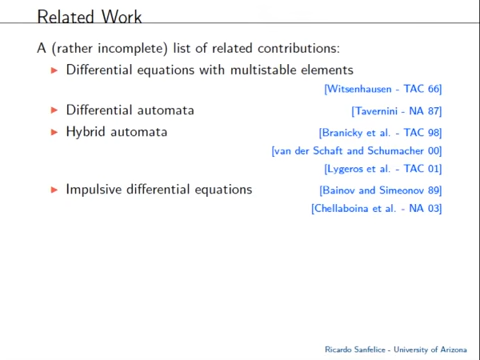 Related Work
A (rather incomplete) list of related contributions:
▶ Differential equations with multistable elements
[Witsenhausen - TAC 66]
▶ Differential automata [Tavernini - NA 87]
▶ Hybrid automata [Branicky et al. - TAC 98]
[van der Schaft and Schumacher 00]
[Lygeros et al. - TAC 01]
▶ Impulsive differential equations [Bainov and Simeonov 89]
[Chellaboina et al. - NA 03]
Ricardo Sanfelice - University of Arizona